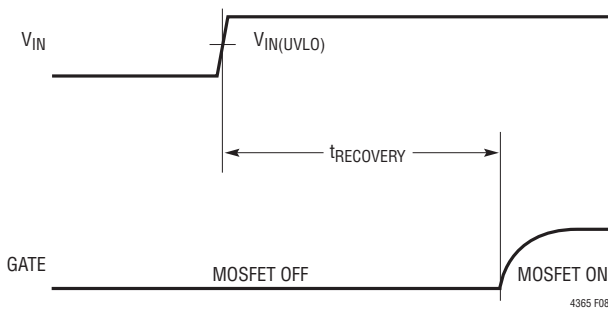 VIN
VIN(UVLO)
tRECOVERY
GATE
MOSFET OFF
MOSFET ON
4365 F08